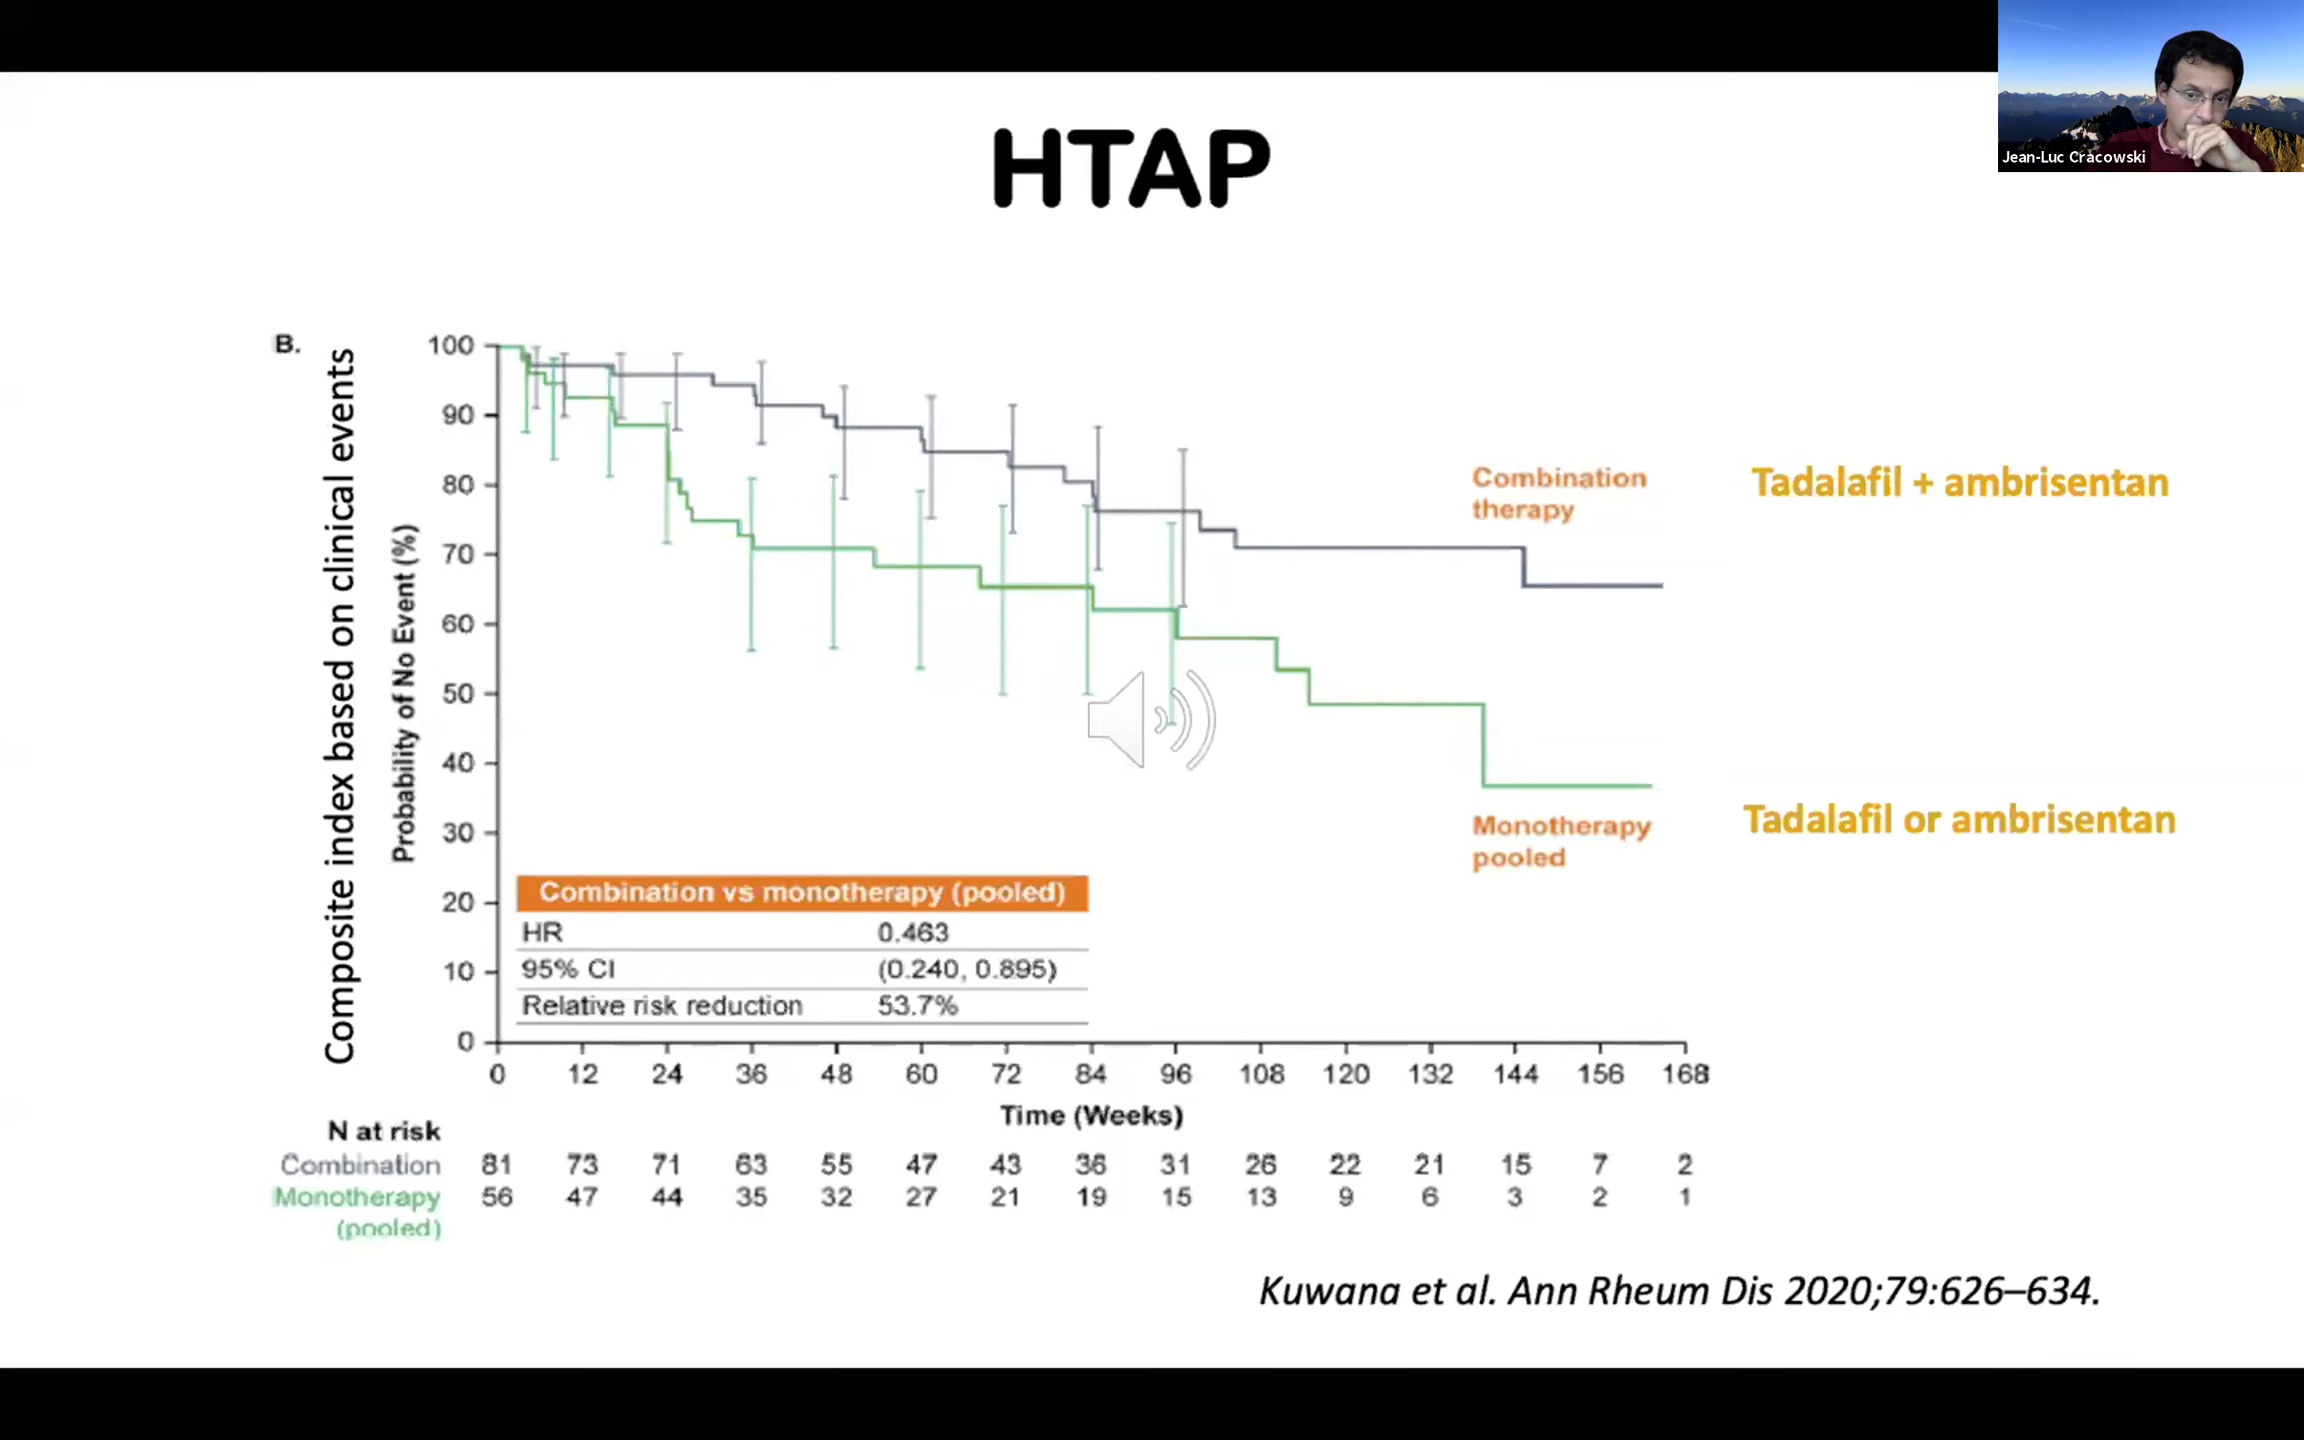 Jean-Luc Cracowski
HTAP
B.
Composite index based on clinical events
Probability of No Event (%)
100
90
80
70
60
50
40
30
20
10
0
Combination
therapy
Tadalafil + ambrisentan
Monotherapy
pooled
Tadalafil or ambrisentan
Combination vs monotherapy (pooled)
HR 0.463
95% CI (0.240, 0.895)
Relative risk reduction 53.7%
0 12 24 36 48 60 72 84 96 108 120 132 144 156 168
Time (Weeks)
N at risk
Combination 81 73 71 63 55 47 43 36 31 26 22 21 15 7 2
Monotherapy 56 47 44 35 32 27 21 19 15 13 9 6 3 2 1
(pooled)
Kuwana et al. Ann Rheum Dis 2020;79:626–634.